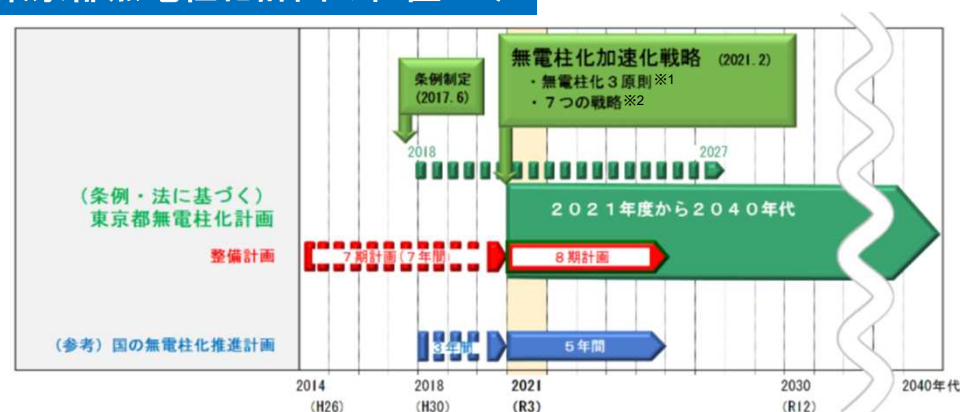 条例制定
(2017.6)
無電柱化加速化戦略 (2021.2)
・無電柱化3原則※1
・7つの戦略※2
2018
2027
(条例・法に基づく)
東京都無電柱化計画
2021年度から2040年代
整備計画
7期計画(7年間)
8期計画
(参考)国の無電柱化推進計画
3年間
5年間
2014
2018
2021
2030
2040年代
(H26)
(H30)
(R3)
(R12)